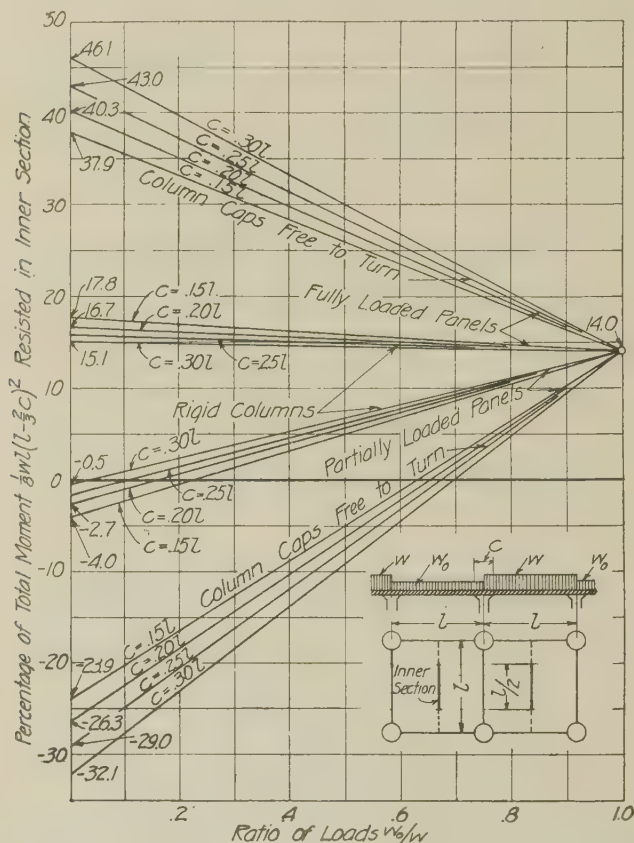 Percentage of Total Moment ⅛wl(l-⅔c)² Resisted in Inner Section
50
40
30
20
10
0
-10
-20
-30
46.1
43.0
40.3
37.9
C=.30l
C=.25l
C=.20l
C=.15l
Column Caps Free to Turn
Fully Loaded Panels
17.8
16.7
15.1
C=.15l
C=.20l
C=.30l
C=.25l
14.0
Rigid Columns
Partially Loaded Panels
-0.5
-2.7
-4.0
C=.30l
C=.25l
C=.20l
C=.15l
Column Caps Free to Turn
-23.9
-26.3
-29.0
-32.1
C=.15l
C=.20l
C=.25l
C=.30l
C
W
W₀
W
W₀
l
l
Inner
Section
l
l/2
.2
.4
.6
.8
1.0
Ratio of Loads W₀/W